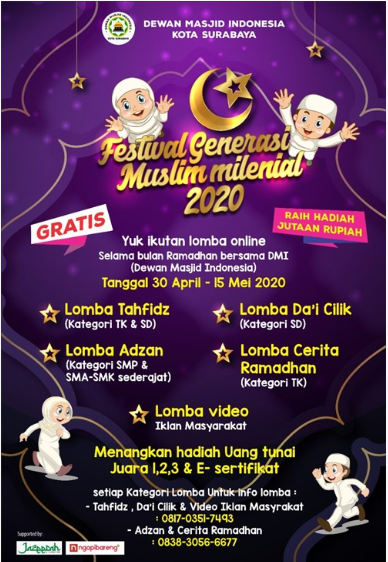 DEWAN MASJID INDONESIA
KOTA SURABAYA
Festival Generasi
Muslim milenial
2020
GRATIS
RAIH HADIAH
JUTAAN RUPIAH
Yuk ikutan lomba online
Selama bulan Ramadhan bersama DMI
(Dewan Masjid Indonesia)
Tanggal 30 April - 15 Mei 2020
Lomba Tahfidz
(Kategori TK & SD)
Lomba Da'i Cilik
(Kategori SD)
Lomba Adzan
(Kategori SMP &
SMA-SMK sederajat)
Lomba Cerita
Ramadhan
(Kategori TK)
Lomba video
Iklan Masyarakat
Menangkan hadiah Uang tunai
Juara 1,2,3 & E- sertifikat
setiap Kategori Lomba Untuk Info lomba :
- Tahfidz , Da'i Cilik & Video Iklan Masyrakat
: 0817-0351-7493
- Adzan & Cerita Ramadhan
: 0838-3056-6677
Supported by:
ngopibareng